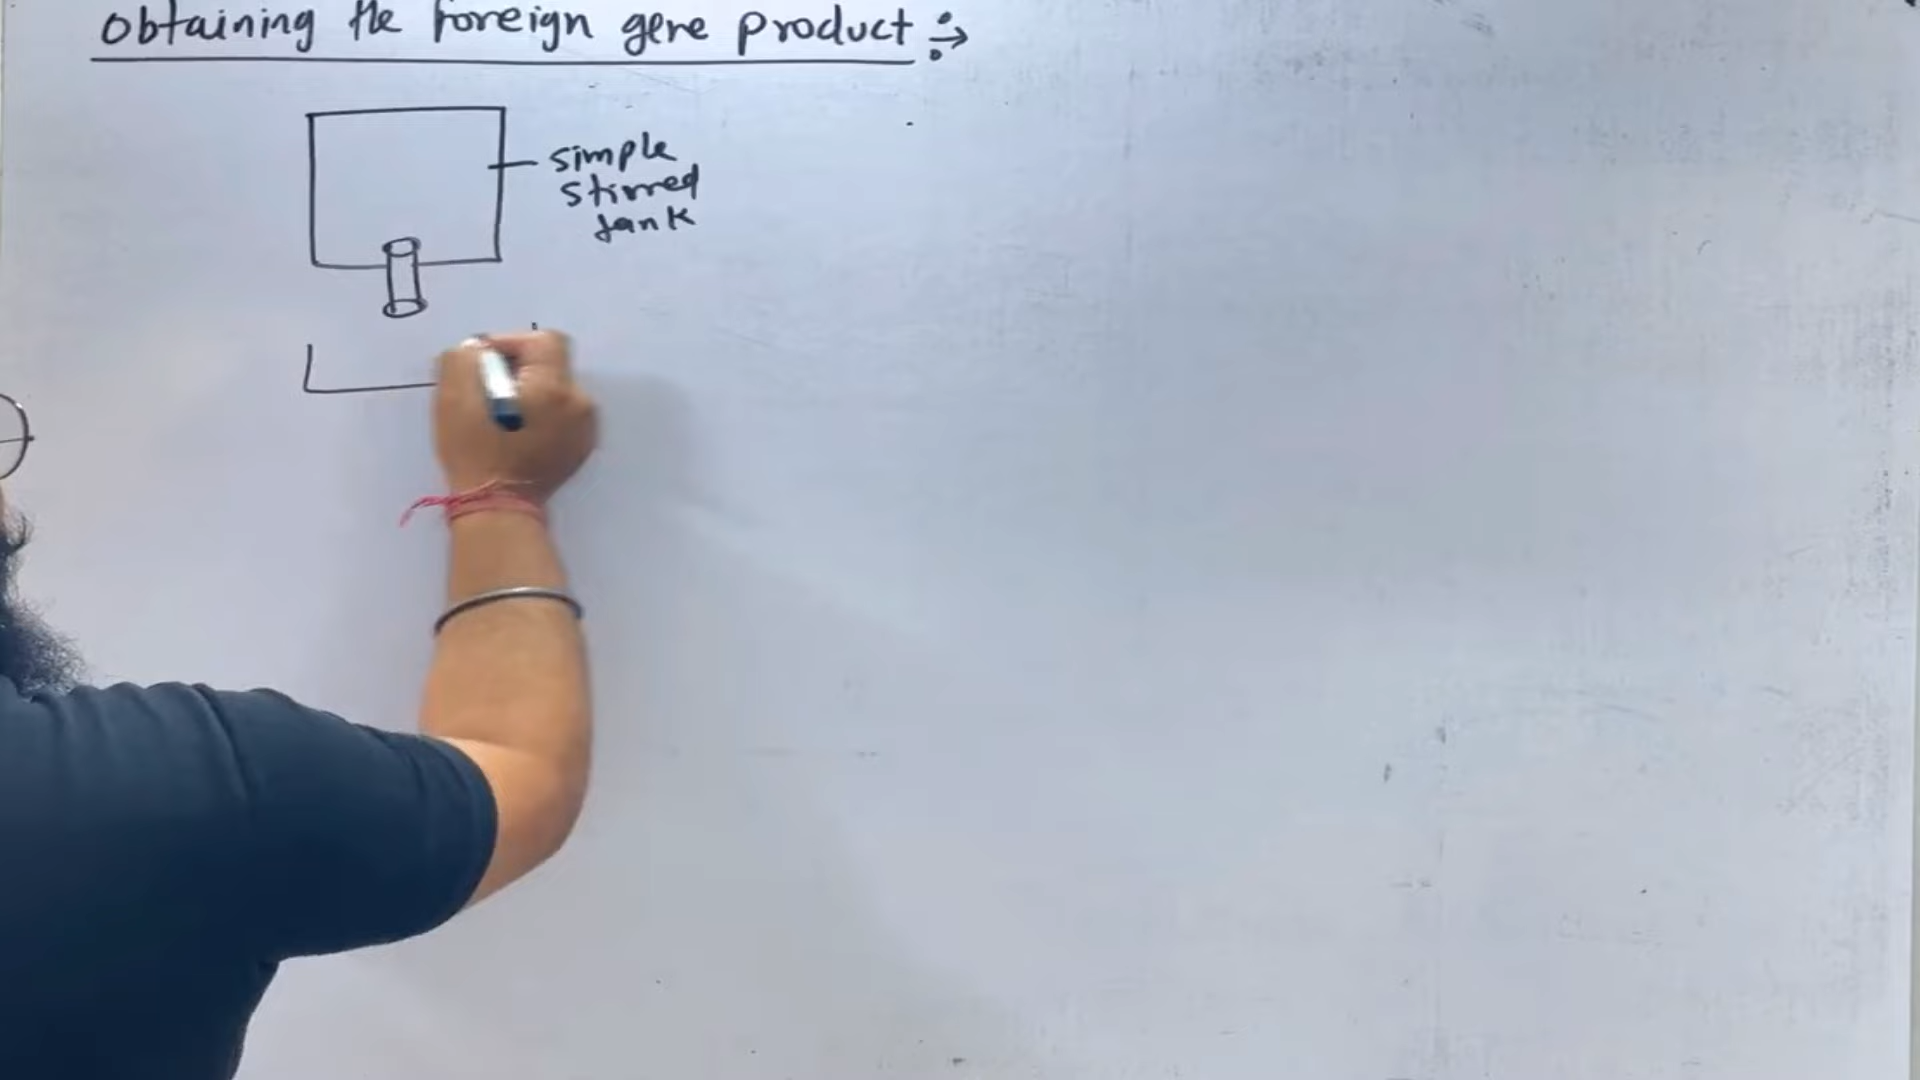 obtaining the foreign gene product :→
simple
stirred
tank